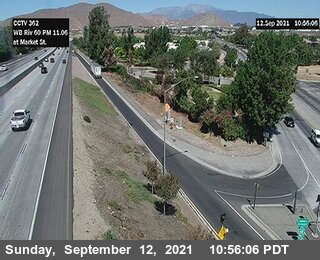 CCTV 362
WB Riv 60 PM 11.06
at Market St.
12 Sep 2021 10:56:06
Sunday, September 12, 2021 10:56:06 PDT